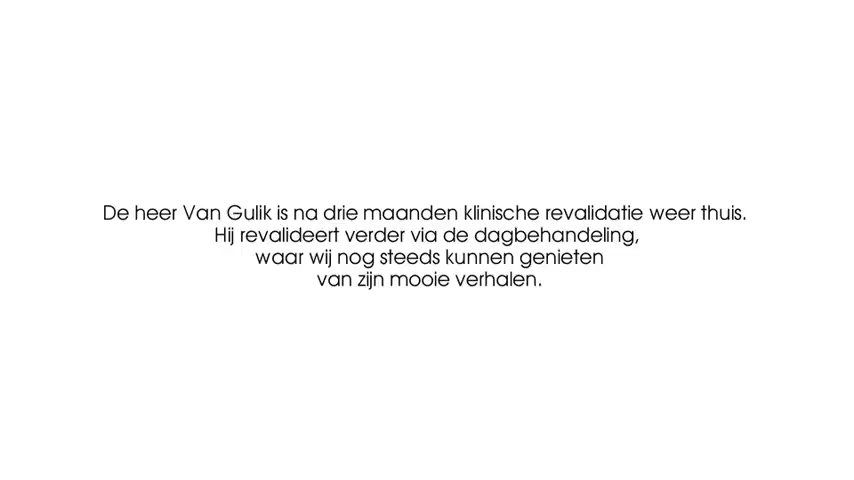 De heer Van Gulik is na drie maanden klinische revalidatie weer thuis.
Hij revalideert verder via de dagbehandeling,
waar wij nog steeds kunnen genieten
van zijn mooie verhalen.